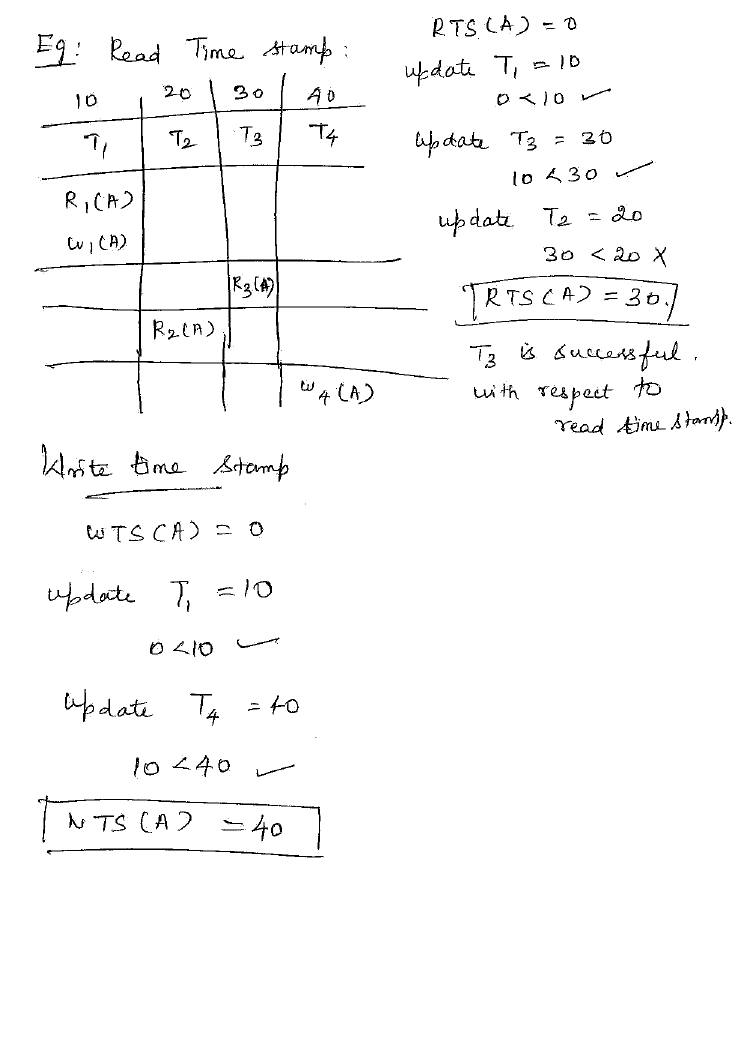 Eg: Read Time stamp:
10 20 30 40
T1 T2 T3 T4
R1(A)
W1(A)
R3(A)
R2(A)
W4(A)
RTS(A) = 0
update T1 = 10
0 < 10 ✓
Update T3 = 30
10 < 30 ✓
update T2 = 20
30 < 20 X
RTS(A) = 30.
T3 is successful.
with respect to
read time stamp.
Write time stamp
WTS(A) = 0
update T1 = 10
0 < 10 ✓
Update T4 = 40
10 < 40 ✓
WTS(A) = 40